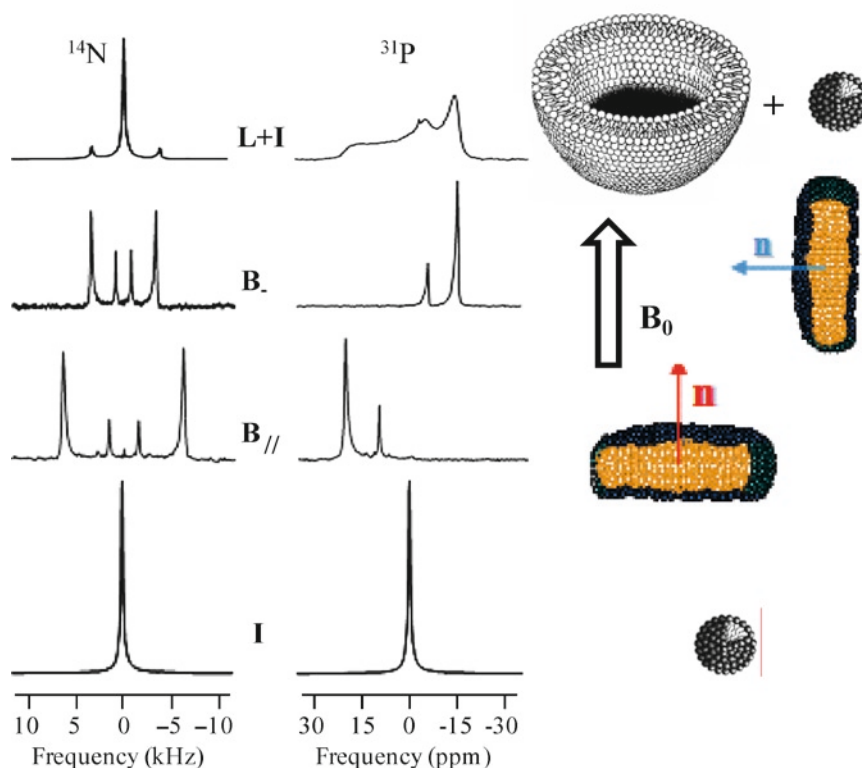 ¹⁴N ³¹P
L+I
+
B-
n
B₀
n
B//
I
10 5 0 –5 –10 30 15 0 -15 -30
Frequency (kHz) Frequency (ppm)